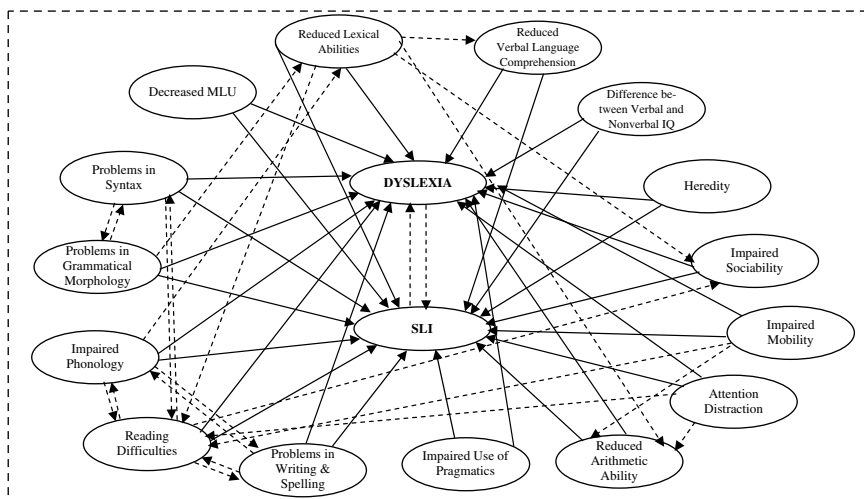 Reduced Lexical
Abilities
Reduced
Verbal Language
Comprehension
Decreased MLU
Difference be-
tween Verbal and
Nonverbal IQ
Problems in
Syntax
DYSLEXIA
Heredity
Problems in
Grammatical
Morphology
Impaired
Sociability
SLI
Impaired
Mobility
Impaired
Phonology
Attention
Distraction
Reading
Difficulties
Problems in
Writing &
Spelling
Impaired Use of
Pragmatics
Reduced
Arithmetic
Ability